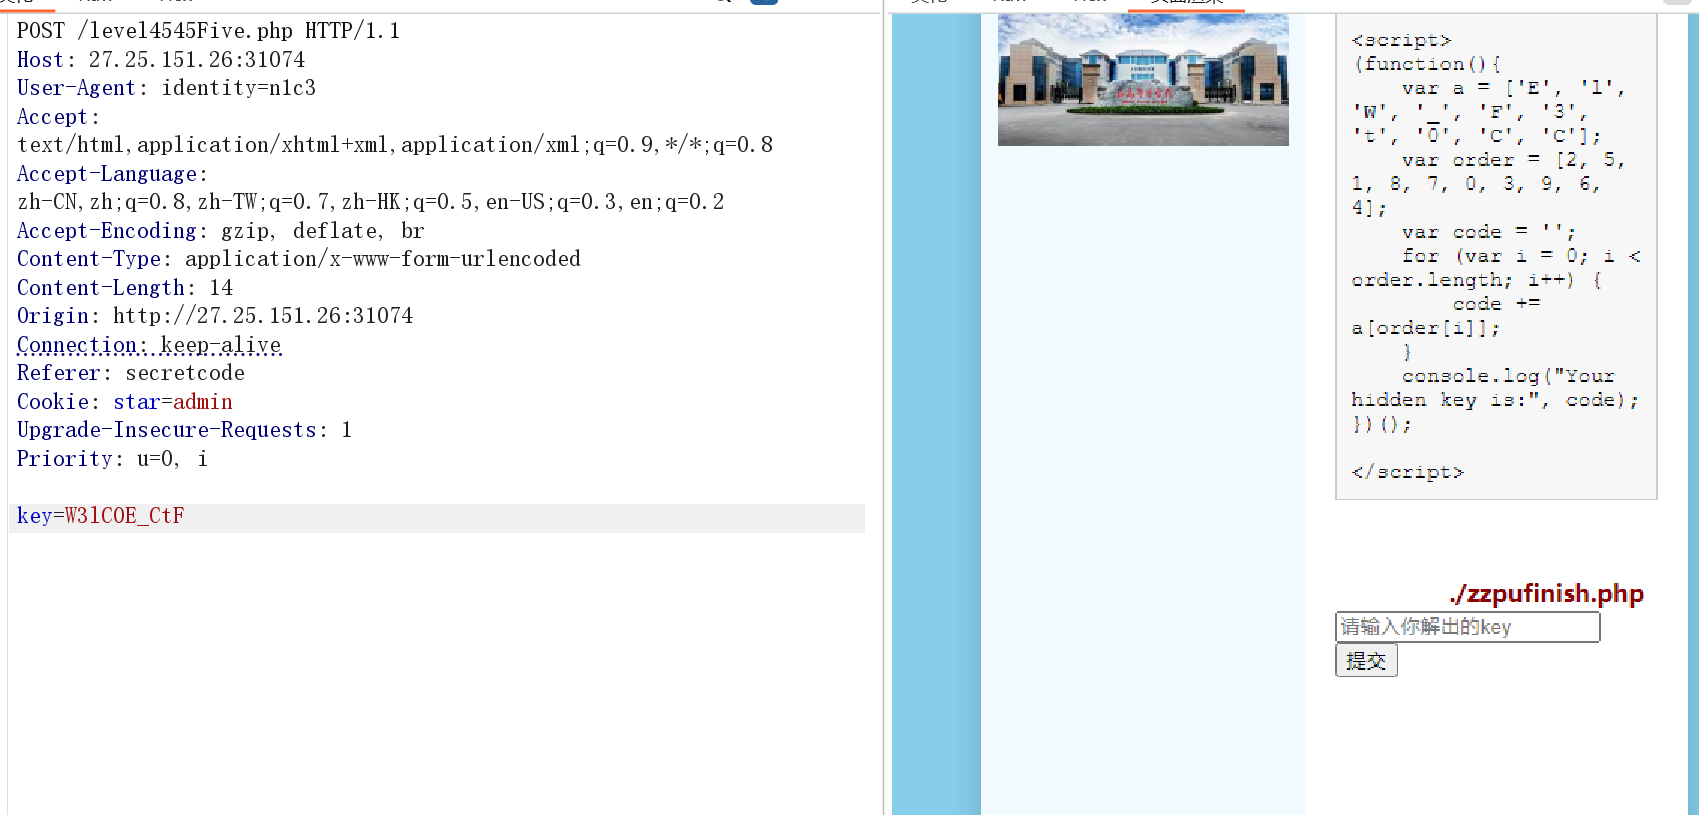 POST /level4545Five.php HTTP/1.1
Host: 27.25.151.26:31074
User-Agent: identity=n1c3
Accept:
text/html,application/xhtml+xml,application/xml;q=0.9,*/*;q=0.8
Accept-Language:
zh-CN,zh;q=0.8,zh-TW;q=0.7,zh-HK;q=0.5,en-US;q=0.3,en;q=0.2
Accept-Encoding: gzip, deflate, br
Content-Type: application/x-www-form-urlencoded
Content-Length: 14
Origin: http://27.25.151.26:31074
Connection: keep-alive
Referer: secretcode
Cookie: star=admin
Upgrade-Insecure-Requests: 1
Priority: u=0, i
key=W3lC0E_CtF
<script>
(function(){
    var a = ['E', 'l',
'W', '_', 'F', '3',
't', '0', 'C', 'C'];
    var order = [2, 5,
1, 8, 7, 0, 3, 9, 6,
4];
    var code = '';
    for (var i = 0; i <
order.length; i++) {
        code +=
a[order[i]];
    }
    console.log("Your
hidden key is:", code);
})();
</script>
./zzpufinish.php
请输入你解出的key
提交